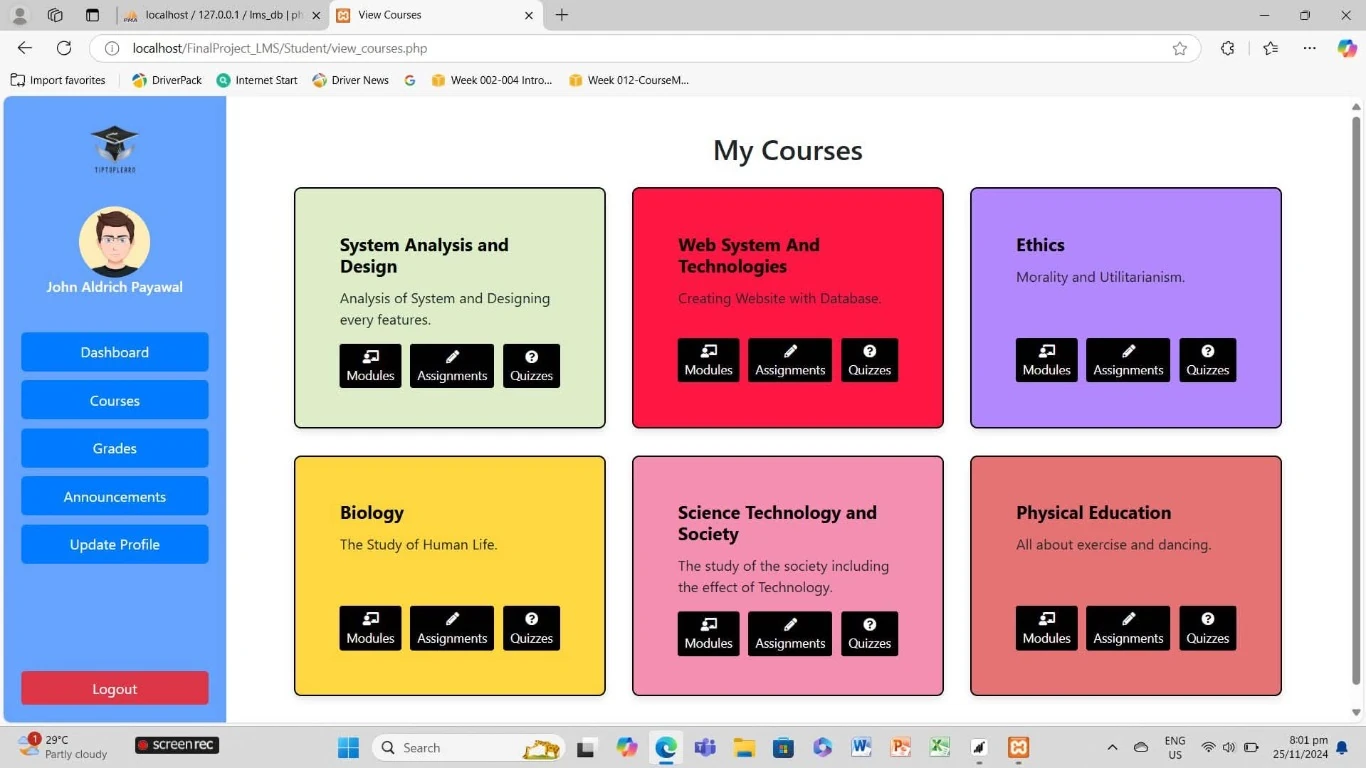 localhost / 127.0.0.1 / lms_db | ph
View Courses
localhost/FinalProject_LMS/Student/view_courses.php
Import favorites
DriverPack
Internet Start
Driver News
Week 002-004 Intro...
Week 012-CourseM...
TIPTOPLEARN
John Aldrich Payawal
Dashboard
Courses
Grades
Announcements
Update Profile
Logout
My Courses
System Analysis and
Design
Analysis of System and Designing
every features.
Modules
Assignments
Quizzes
Web System And
Technologies
Creating Website with Database.
Modules
Assignments
Quizzes
Ethics
Morality and Utilitarianism.
Modules
Assignments
Quizzes
Biology
The Study of Human Life.
Modules
Assignments
Quizzes
Science Technology and
Society
The study of the society including
the effect of Technology.
Modules
Assignments
Quizzes
Physical Education
All about exercise and dancing.
Modules
Assignments
Quizzes
1
29°C
Partly cloudy
screenrec
Search
ENG
US
8:01 pm
25/11/2024